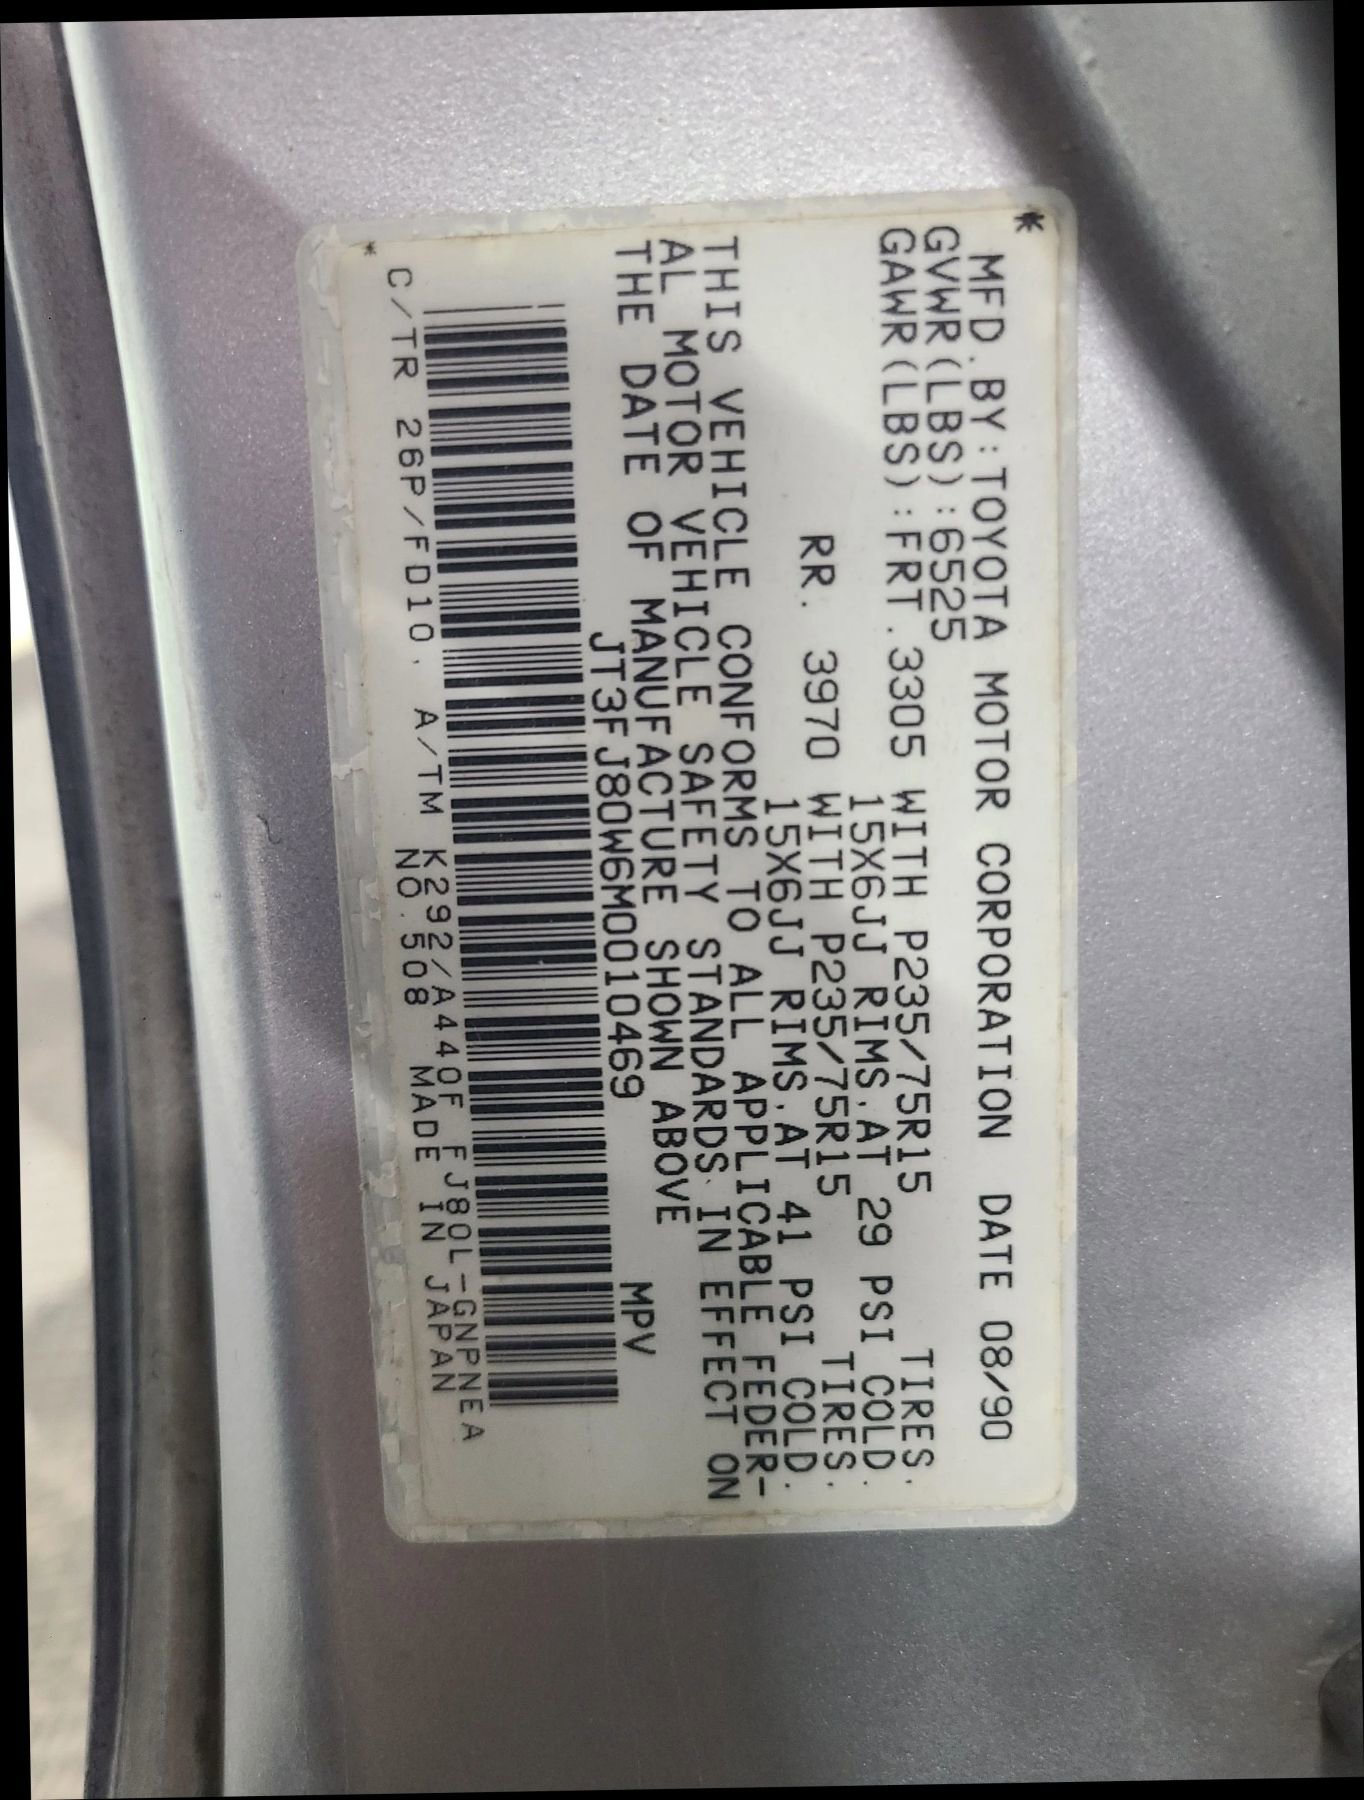 *
MFD.BY:TOYOTA MOTOR CORPORATION DATE 08/90
GVWR(LBS):6525
GAWR(LBS):FRT.3305 WITH P235/75R15 TIRES.
15X6JJ RIMS.AT 29 PSI COLD.
RR. 3970 WITH P235/75R15 TIRES.
15X6JJ RIMS.AT 41 PSI COLD.
THIS VEHICLE CONFORMS TO ALL APPLICABLE FEDER-
AL MOTOR VEHICLE SAFETY STANDARDS IN EFFECT ON
THE DATE OF MANUFACTURE SHOWN ABOVE
JT3FJ80W6M0010469 MPV
K292/A440F FJ80L-GNPNEA
C/TR 26P/FD10. A/TM NO.508 MADE IN JAPAN
*